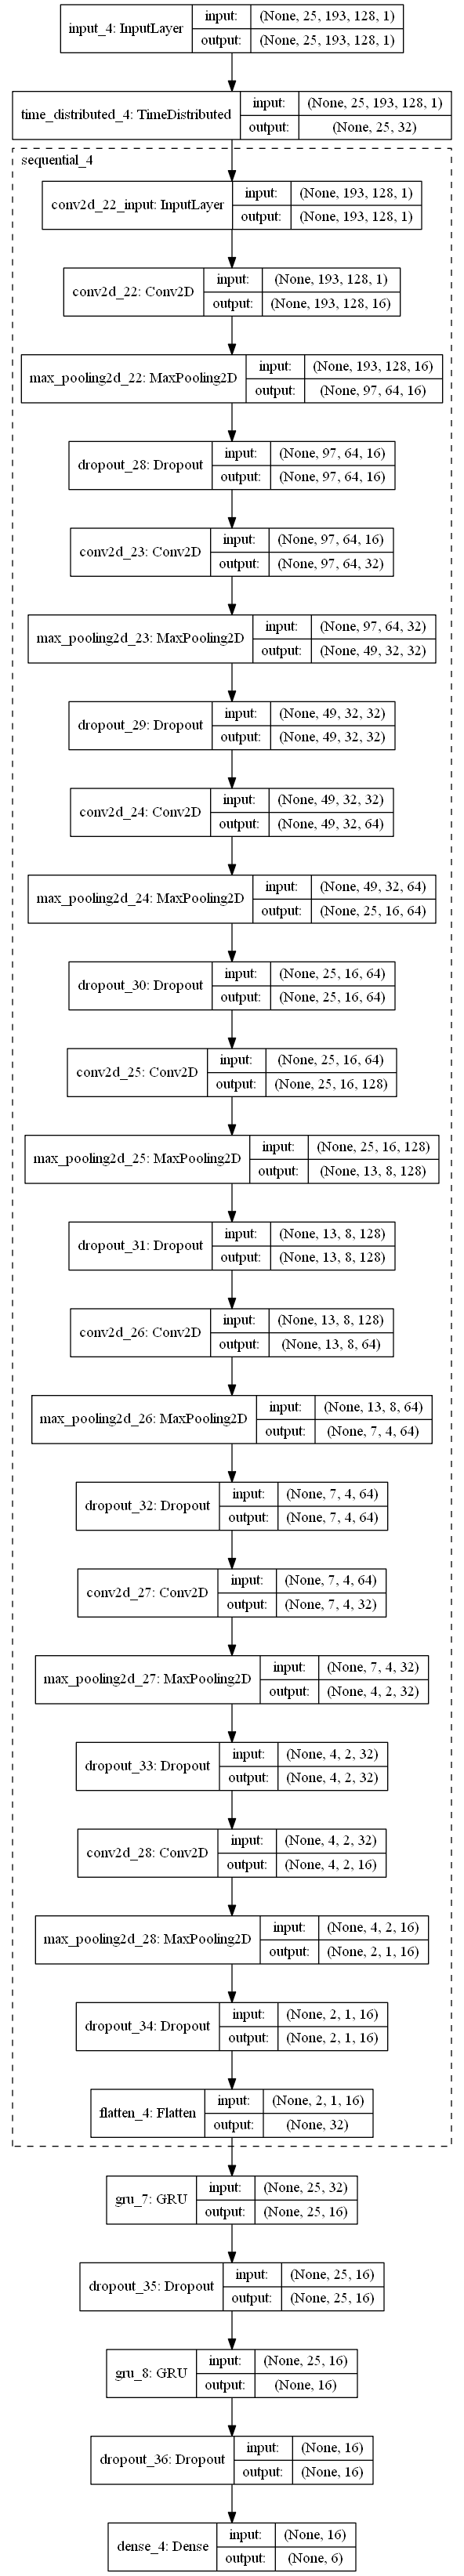 input_4: InputLayer
input: (None, 25, 193, 128, 1)
output: (None, 25, 193, 128, 1)
time_distributed_4: TimeDistributed
input: (None, 25, 193, 128, 1)
output: (None, 25, 32)
sequential_4
conv2d_22_input: InputLayer
input: (None, 193, 128, 1)
output: (None, 193, 128, 1)
conv2d_22: Conv2D
input: (None, 193, 128, 1)
output: (None, 193, 128, 16)
max_pooling2d_22: MaxPooling2D
input: (None, 193, 128, 16)
output: (None, 97, 64, 16)
dropout_28: Dropout
input: (None, 97, 64, 16)
output: (None, 97, 64, 16)
conv2d_23: Conv2D
input: (None, 97, 64, 16)
output: (None, 97, 64, 32)
max_pooling2d_23: MaxPooling2D
input: (None, 97, 64, 32)
output: (None, 49, 32, 32)
dropout_29: Dropout
input: (None, 49, 32, 32)
output: (None, 49, 32, 32)
conv2d_24: Conv2D
input: (None, 49, 32, 32)
output: (None, 49, 32, 64)
max_pooling2d_24: MaxPooling2D
input: (None, 49, 32, 64)
output: (None, 25, 16, 64)
dropout_30: Dropout
input: (None, 25, 16, 64)
output: (None, 25, 16, 64)
conv2d_25: Conv2D
input: (None, 25, 16, 64)
output: (None, 25, 16, 128)
max_pooling2d_25: MaxPooling2D
input: (None, 25, 16, 128)
output: (None, 13, 8, 128)
dropout_31: Dropout
input: (None, 13, 8, 128)
output: (None, 13, 8, 128)
conv2d_26: Conv2D
input: (None, 13, 8, 128)
output: (None, 13, 8, 64)
max_pooling2d_26: MaxPooling2D
input: (None, 13, 8, 64)
output: (None, 7, 4, 64)
dropout_32: Dropout
input: (None, 7, 4, 64)
output: (None, 7, 4, 64)
conv2d_27: Conv2D
input: (None, 7, 4, 64)
output: (None, 7, 4, 32)
max_pooling2d_27: MaxPooling2D
input: (None, 7, 4, 32)
output: (None, 4, 2, 32)
dropout_33: Dropout
input: (None, 4, 2, 32)
output: (None, 4, 2, 32)
conv2d_28: Conv2D
input: (None, 4, 2, 32)
output: (None, 4, 2, 16)
max_pooling2d_28: MaxPooling2D
input: (None, 4, 2, 16)
output: (None, 2, 1, 16)
dropout_34: Dropout
input: (None, 2, 1, 16)
output: (None, 2, 1, 16)
flatten_4: Flatten
input: (None, 2, 1, 16)
output: (None, 32)
gru_7: GRU
input: (None, 25, 32)
output: (None, 25, 16)
dropout_35: Dropout
input: (None, 25, 16)
output: (None, 25, 16)
gru_8: GRU
input: (None, 25, 16)
output: (None, 16)
dropout_36: Dropout
input: (None, 16)
output: (None, 16)
dense_4: Dense
input: (None, 16)
output: (None, 6)